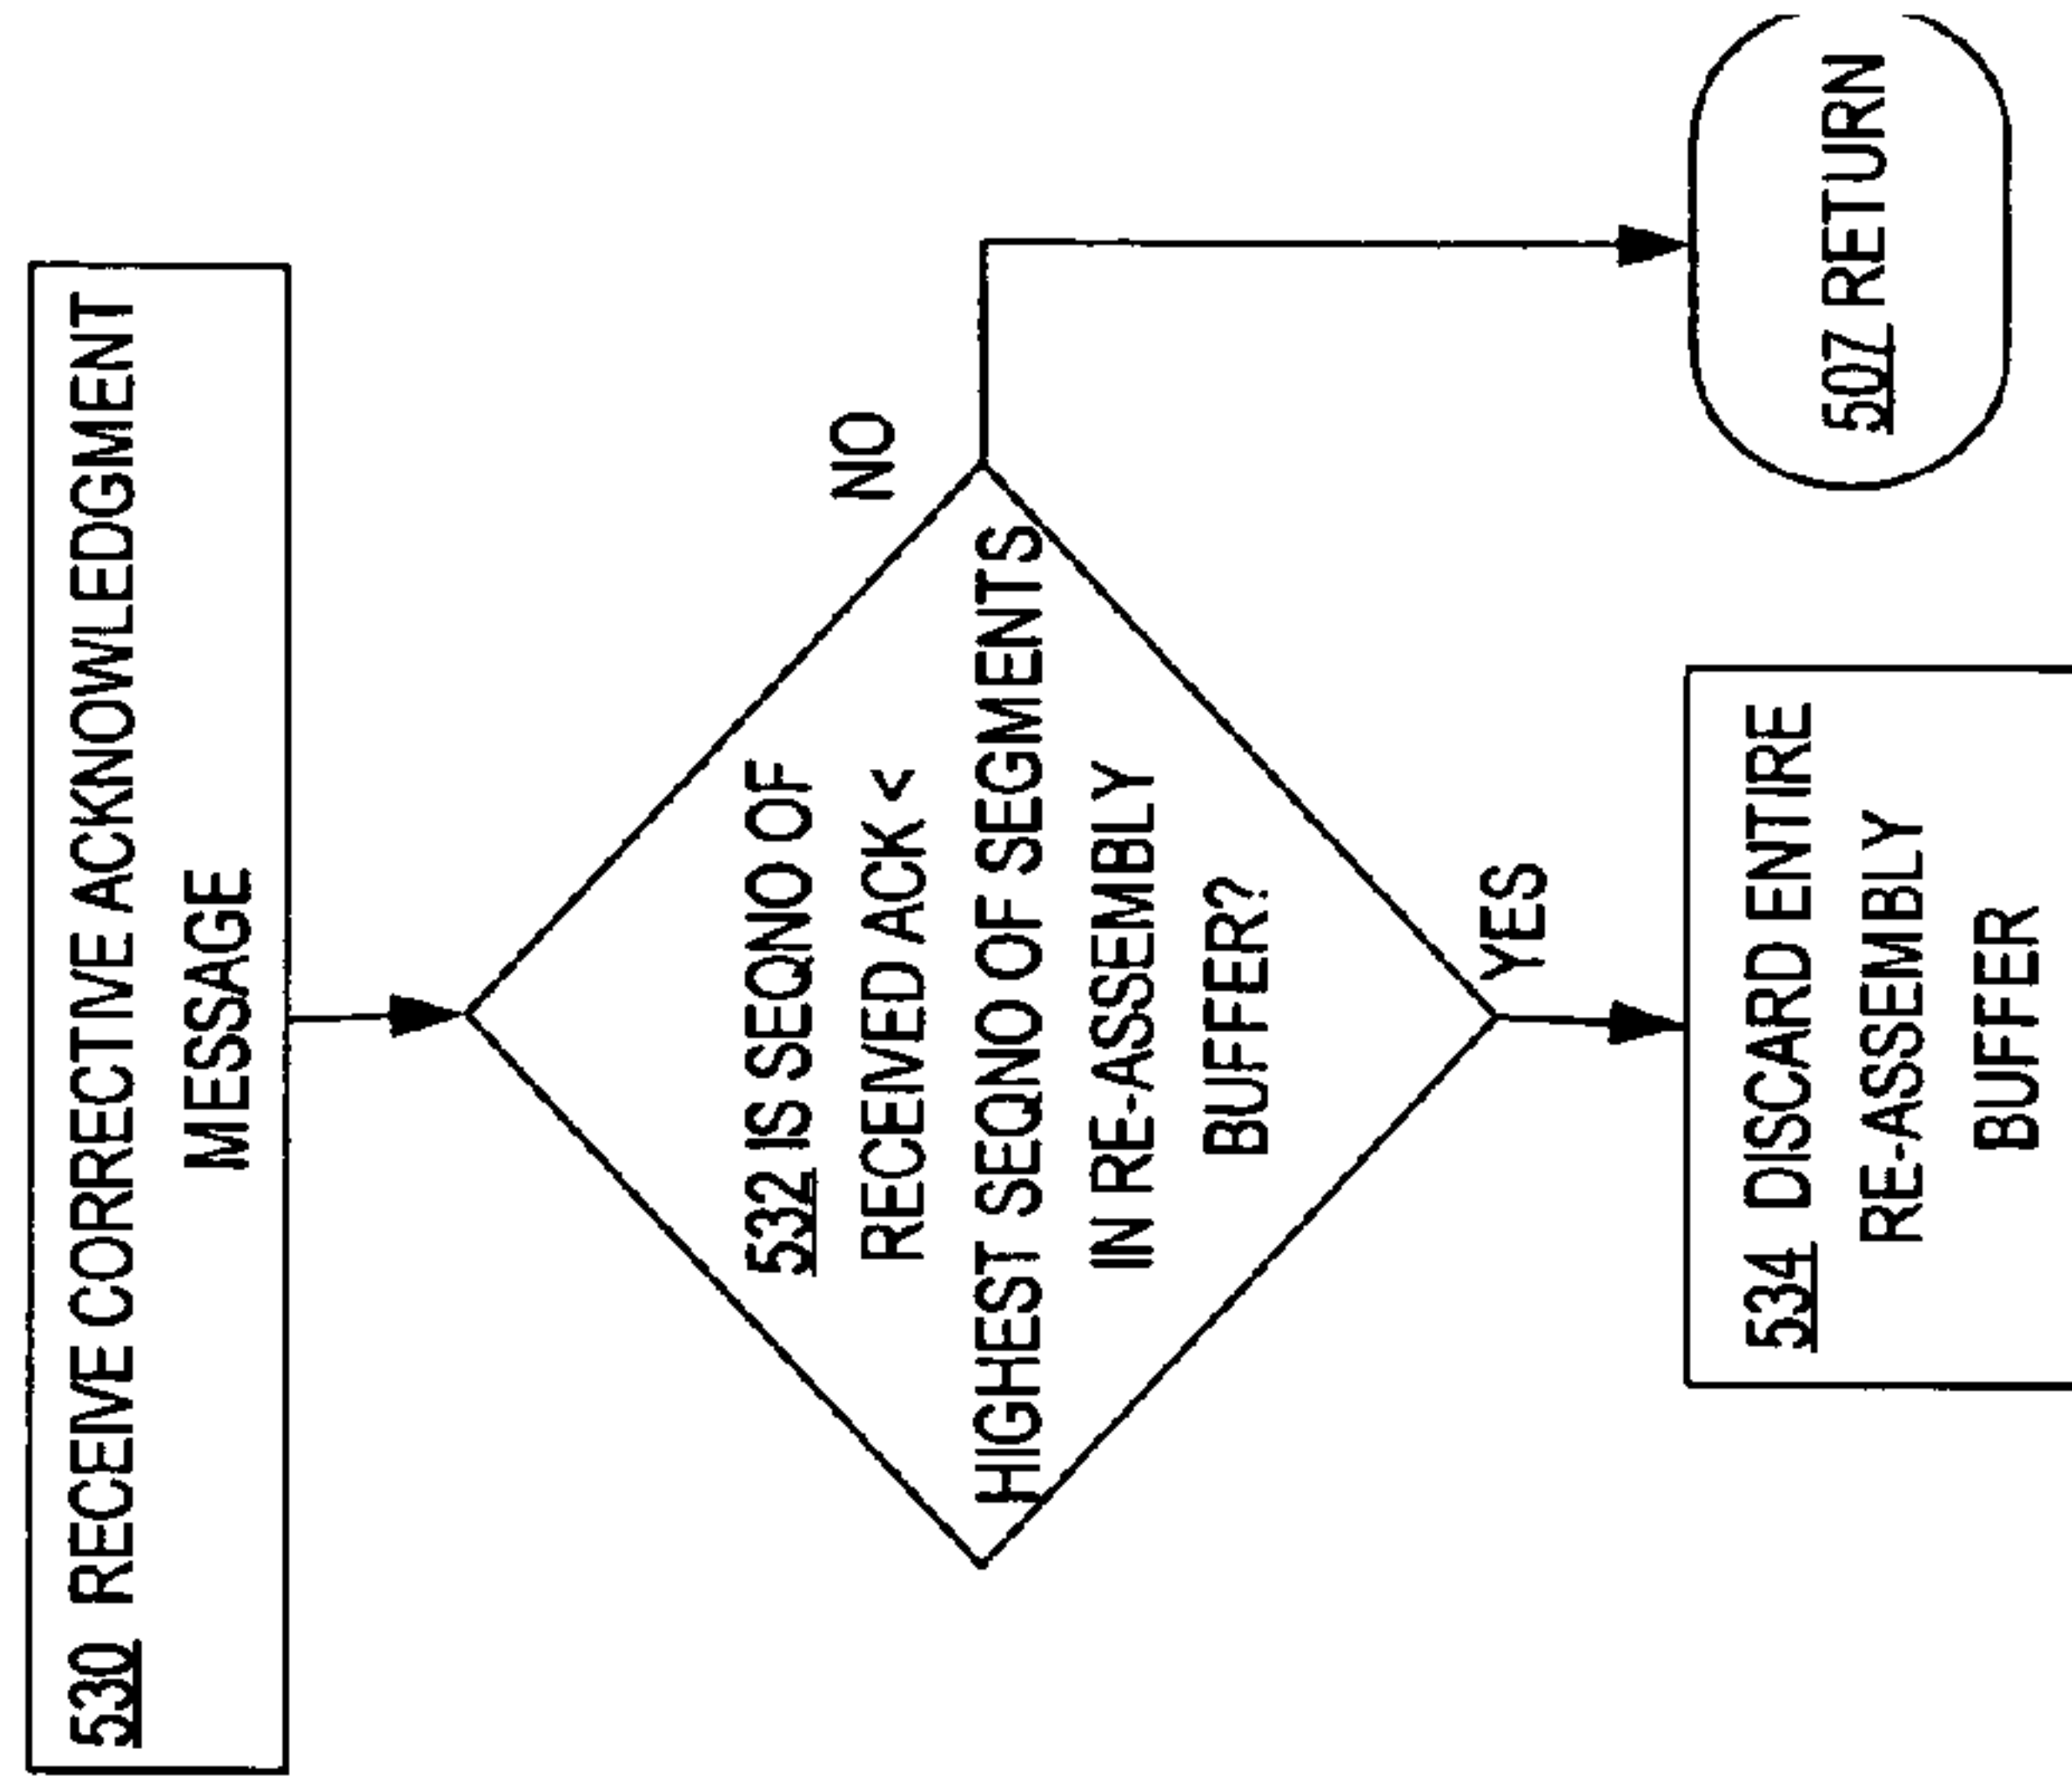 530 RECEIVE CORRECTIVE ACKNOWLEDGMENT
MESSAGE
532 IS SEQNO OF
RECEIVED ACK <
HIGHEST SEQNO OF SEGMENTS
IN RE-ASSEMBLY
BUFFER?
NO
YES
534 DISCARD ENTIRE
RE-ASSEMBLY
BUFFER
507 RETURN